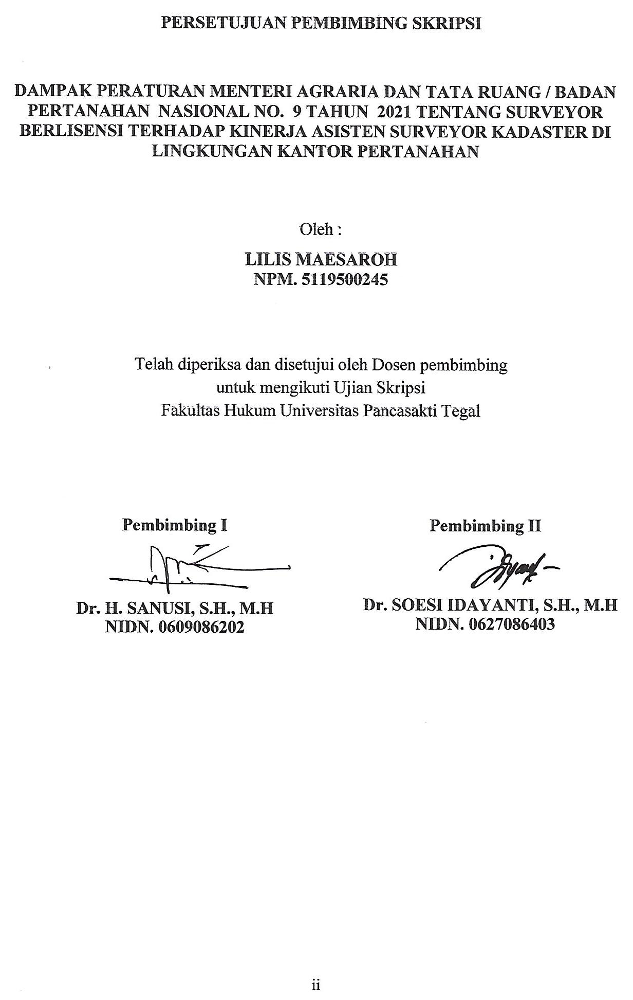 PERSETUJUAN PEMBIMBING SKRIPSI
DAMPAK PERATURAN MENTERI AGRARIA DAN TATA RUANG / BADAN
PERTANAHAN NASIONAL NO. 9 TAHUN 2021 TENTANG SURVEYOR
BERLISENSI TERHADAP KINERJA ASISTEN SURVEYOR KADASTER DI
LINGKUNGAN KANTOR PERTANAHAN
Oleh :
LILIS MAESAROH
NPM. 5119500245
Telah diperiksa dan disetujui oleh Dosen pembimbing
untuk mengikuti Ujian Skripsi
Fakultas Hukum Universitas Pancasakti Tegal
Pembimbing I
Dr. H. SANUSI, S.H., M.H
NIDN. 0609086202
Pembimbing II
Dr. SOESI IDAYANTI, S.H., M.H
NIDN. 0627086403
ii